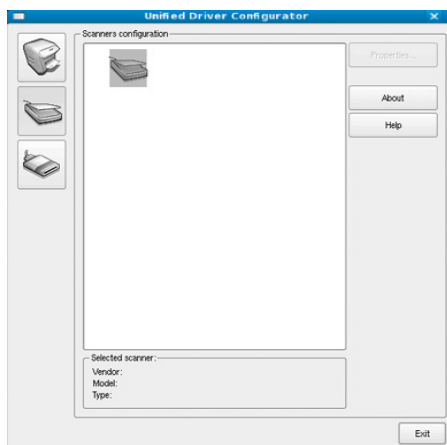 Unified Driver Configurator
Scanners configuration
Properties...
About
Help
Selected scanner:
Vendor:
Model:
Type:
Exit